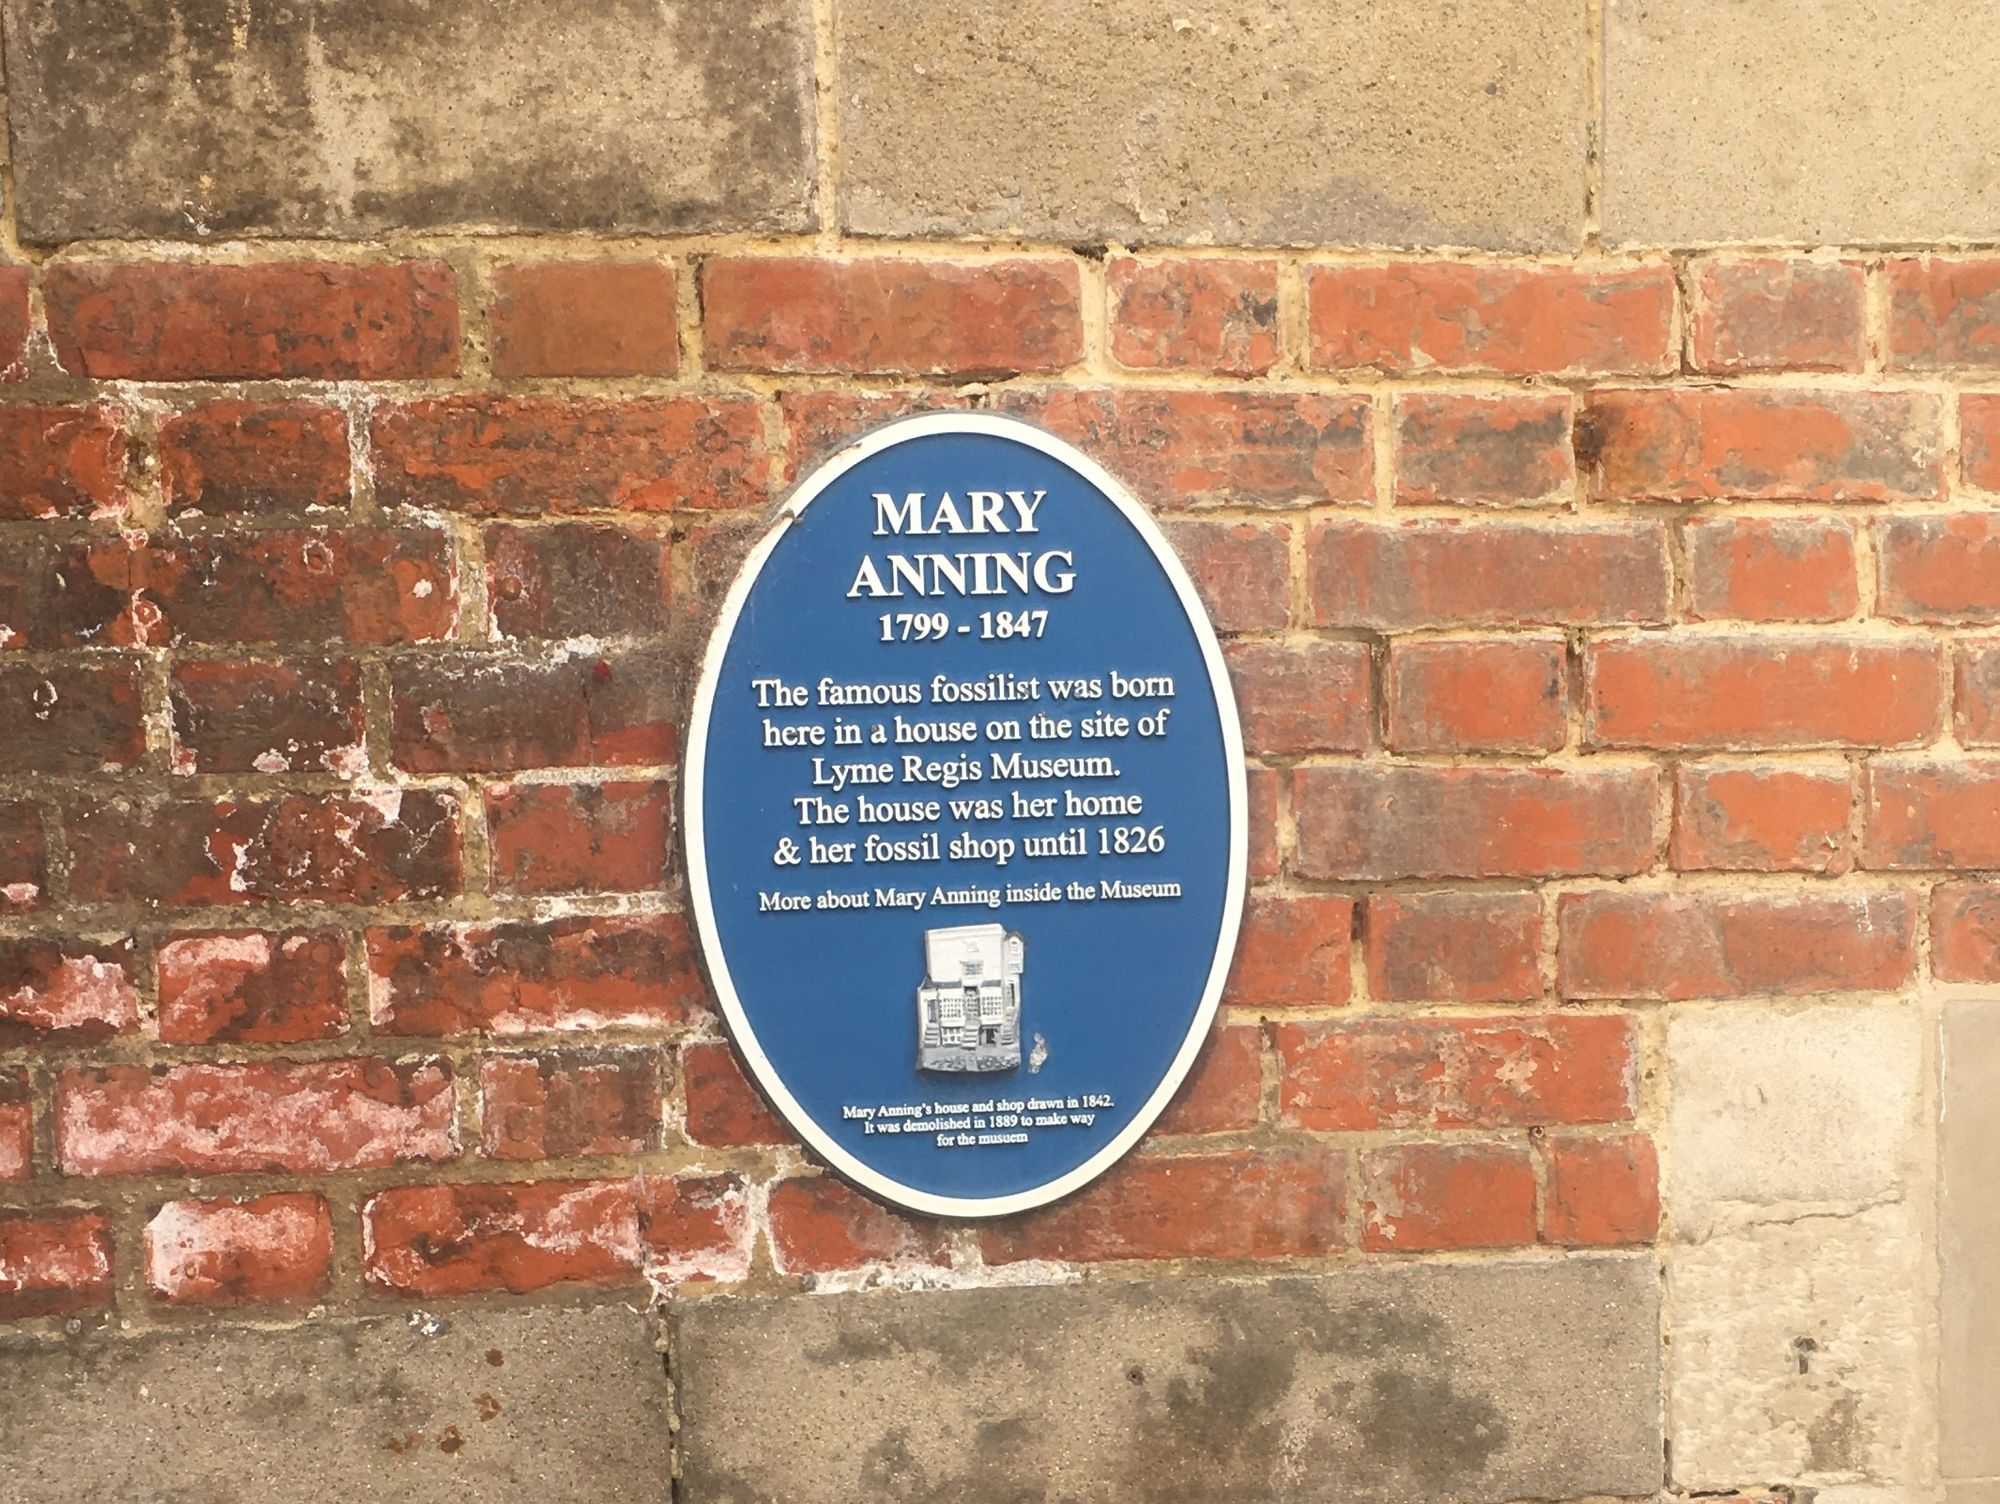 MARY
ANNING
1799 - 1847
The famous fossilist was born
here in a house on the site of
Lyme Regis Museum.
The house was her home
& her fossil shop until 1826
More about Mary Anning inside the Museum
Mary Anning's house and shop drawn in 1842.
It was demolished in 1889 to make way
for the musuem